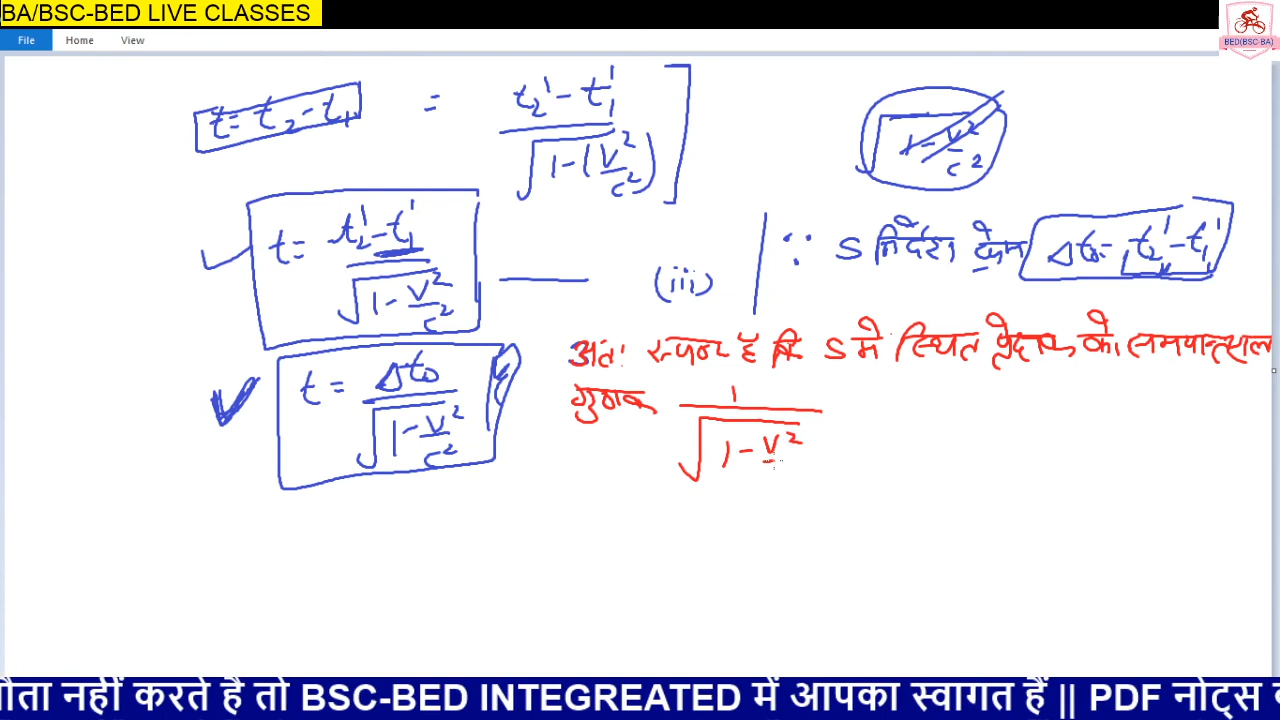 BA/BSC-BED LIVE CLASSES
BED(BSC-BA)
File Home View
t = t₂ - t₁ = (t₂' - t₁') / √(1 - (v²/c²)) ]
√(1 - v²/c²)
t = (t₂' - t₁') / √(1 - v²/c²) —— (iii)
∵ S निर्देश Δt₀ = t₂' - t₁'
t = Δt₀ / √(1 - v²/c²)
अतः स्पष्ट है कि S मे स्थित प्रेक्षक को समयान्तराल
गुणक 1 / √(1 - v²
ौता नहीं करते है तो BSC-BED INTEGREATED में आपका स्वागत हैं || PDF नोट्स